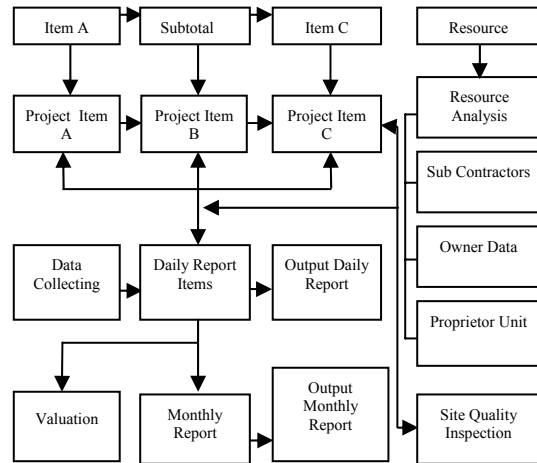 Item A
Subtotal
Item C
Resource
Project Item
A
Project Item
B
Project Item
C
Resource
Analysis
Sub Contractors
Owner Data
Proprietor Unit
Data
Collecting
Daily Report
Items
Output Daily
Report
Valuation
Monthly
Report
Output
Monthly
Report
Site Quality
Inspection